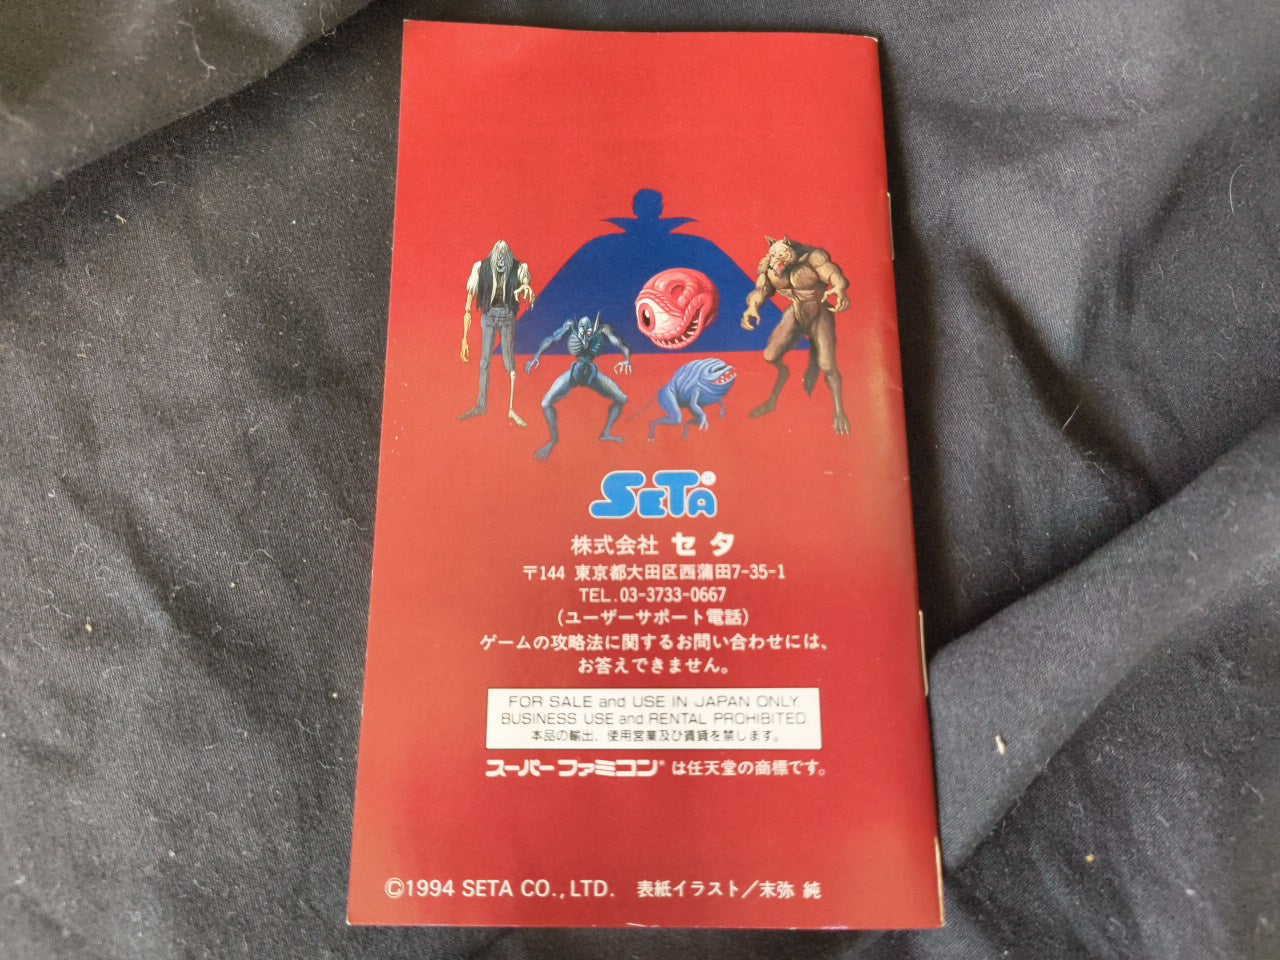 SETA®
株式会社 セタ
〒144 東京都大田区西蒲田7-35-1
TEL.03-3733-0667
(ユーザーサポート電話)
ゲームの攻略法に関するお問い合わせには、
お答えできません。
FOR SALE and USE IN JAPAN ONLY.
BUSINESS USE and RENTAL PROHIBITED.
本品の輸出、使用営業及び賃貸を禁じます。
スーパーファミコン® は任天堂の商標です。
©1994 SETA CO., LTD. 表紙イラスト/末弥 純